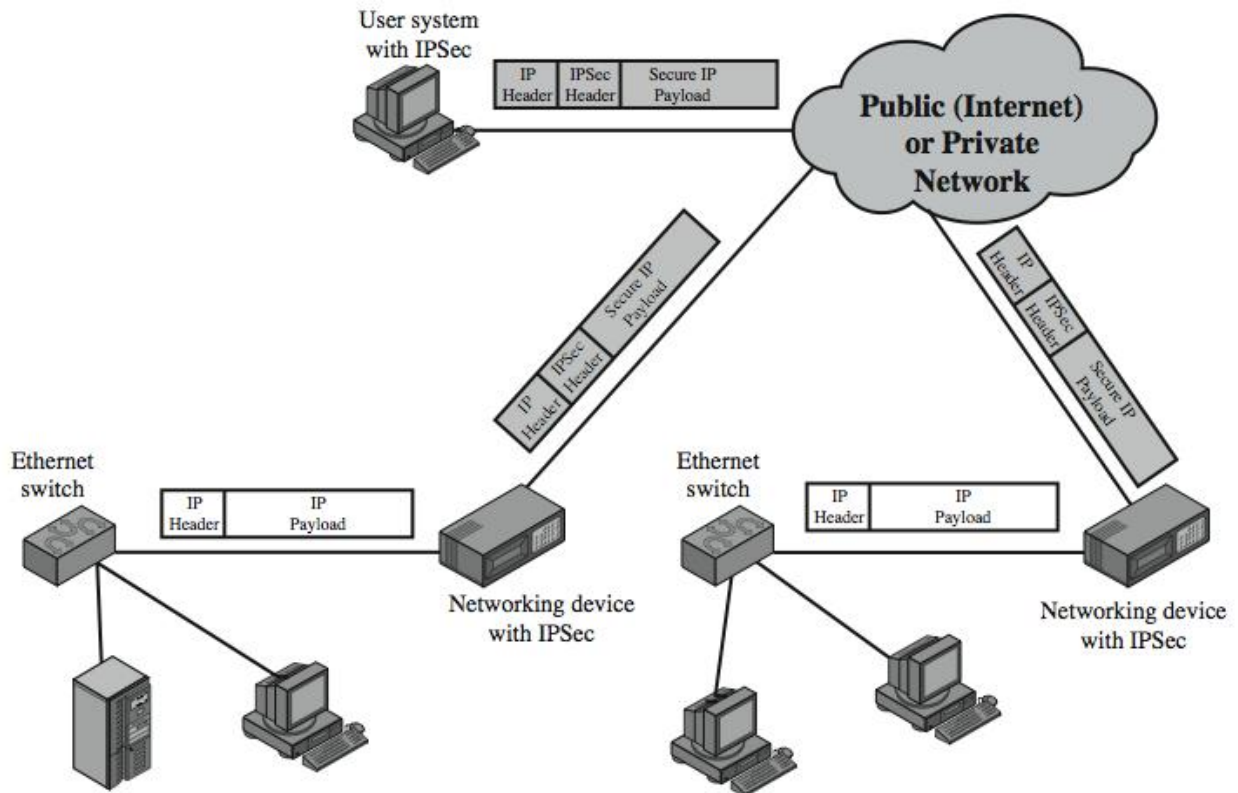 User system
with IPSec
IP
Header
IPSec
Header
Secure IP
Payload
Public (Internet)
or Private
Network
IP
Header
IPSec
Header
Secure IP
Payload
IP
Header
IPSec
Header
Secure IP
Payload
Ethernet
switch
IP
Header
IP
Payload
Networking device
with IPSec
Ethernet
switch
IP
Header
IP
Payload
Networking device
with IPSec